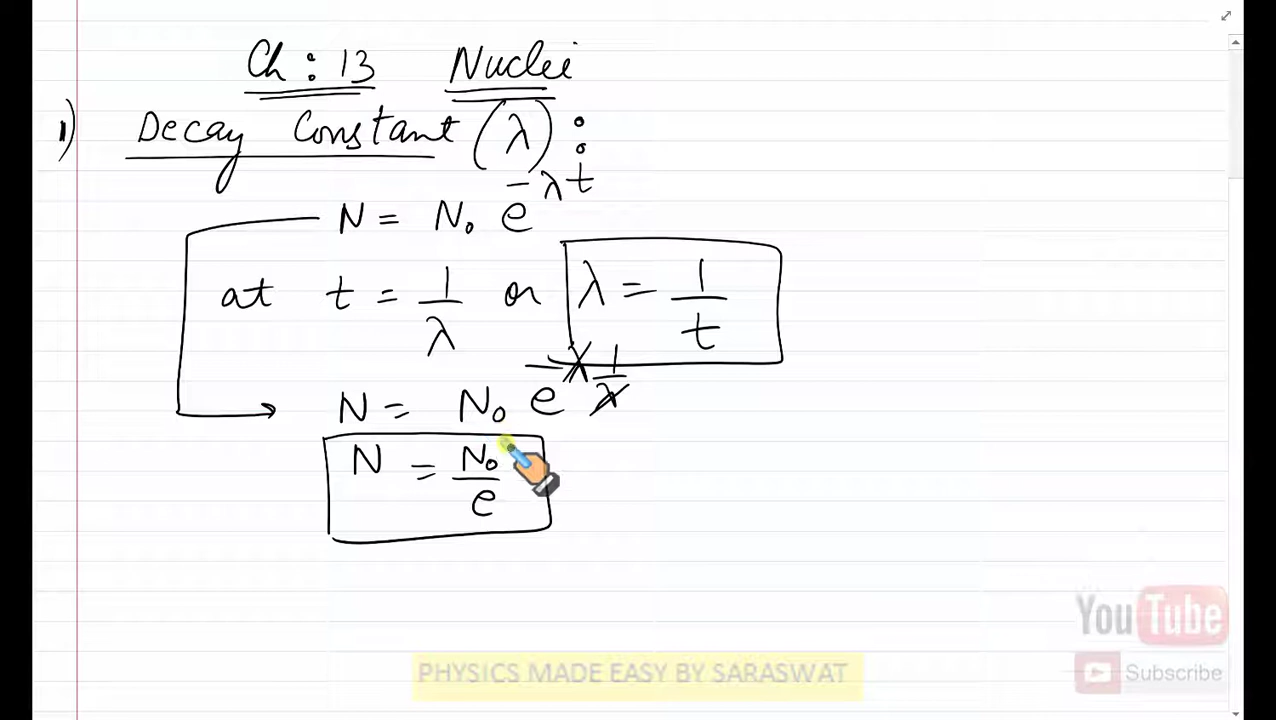 Ch : 13 Nuclei
1) Decay Constant (λ) :
N = N₀ e^(-λt)
at t = 1/λ or λ = 1/t
N = N₀ e^(-λ 1/λ)
N = N₀/e
YouTube
PHYSICS MADE EASY BY SARASWAT
Subscribe